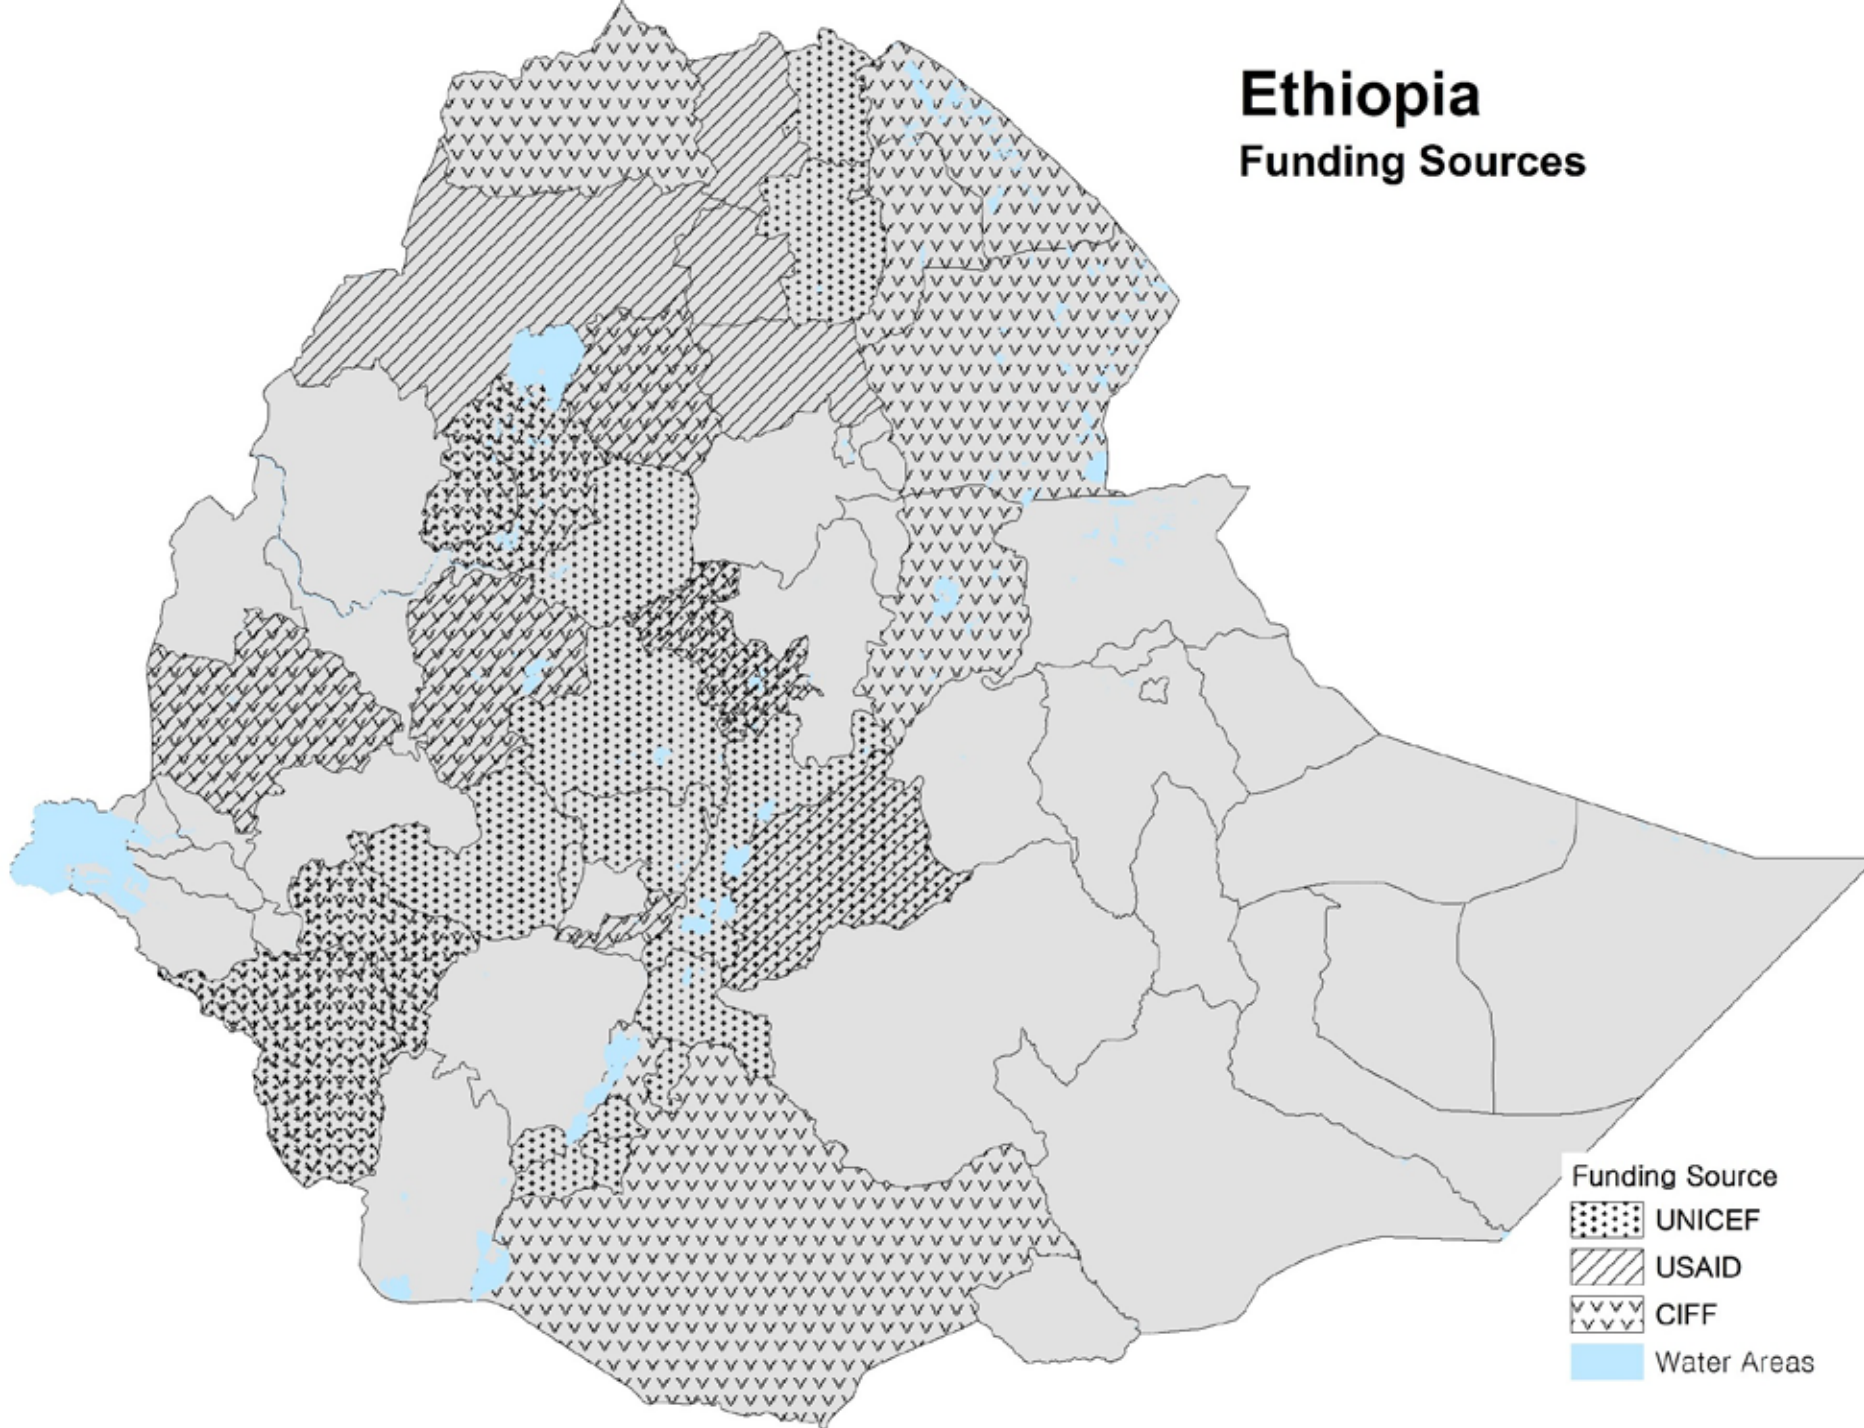 Ethiopia
Funding Sources
Funding Source
UNICEF
USAID
CIFF
Water Areas